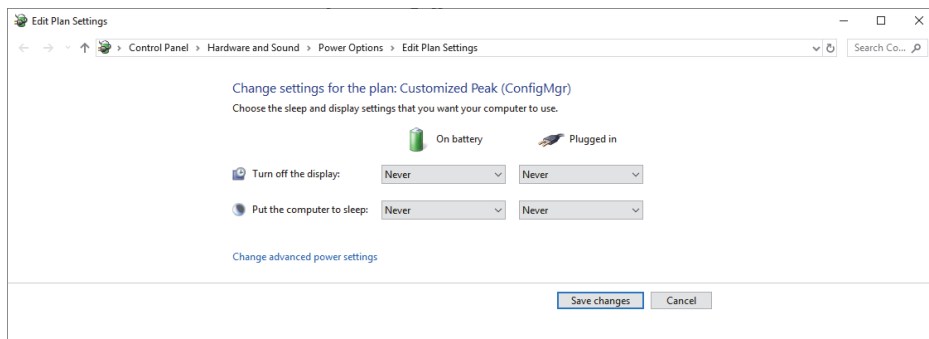 Edit Plan Settings
Control Panel > Hardware and Sound > Power Options > Edit Plan Settings
Search Co...
Change settings for the plan: Customized Peak (ConfigMgr)
Choose the sleep and display settings that you want your computer to use.
On battery Plugged in
Turn off the display: Never Never
Put the computer to sleep: Never Never
Change advanced power settings
Save changes Cancel